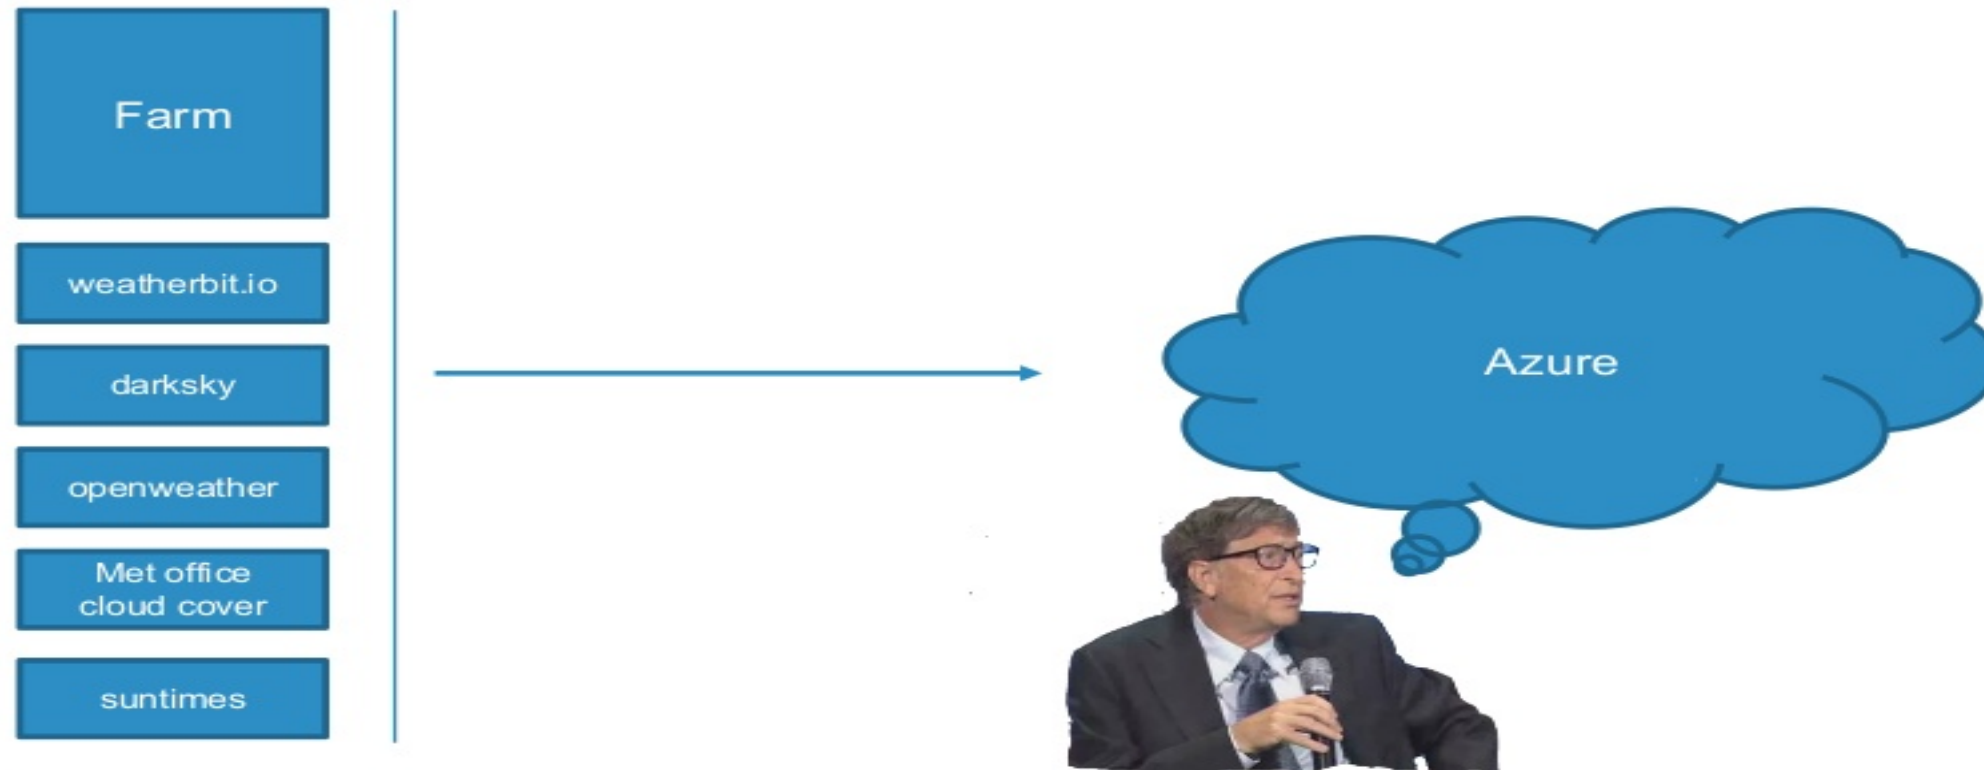 Farm
weatherbit.io
darksky
openweather
Met office
cloud cover
suntimes
Azure